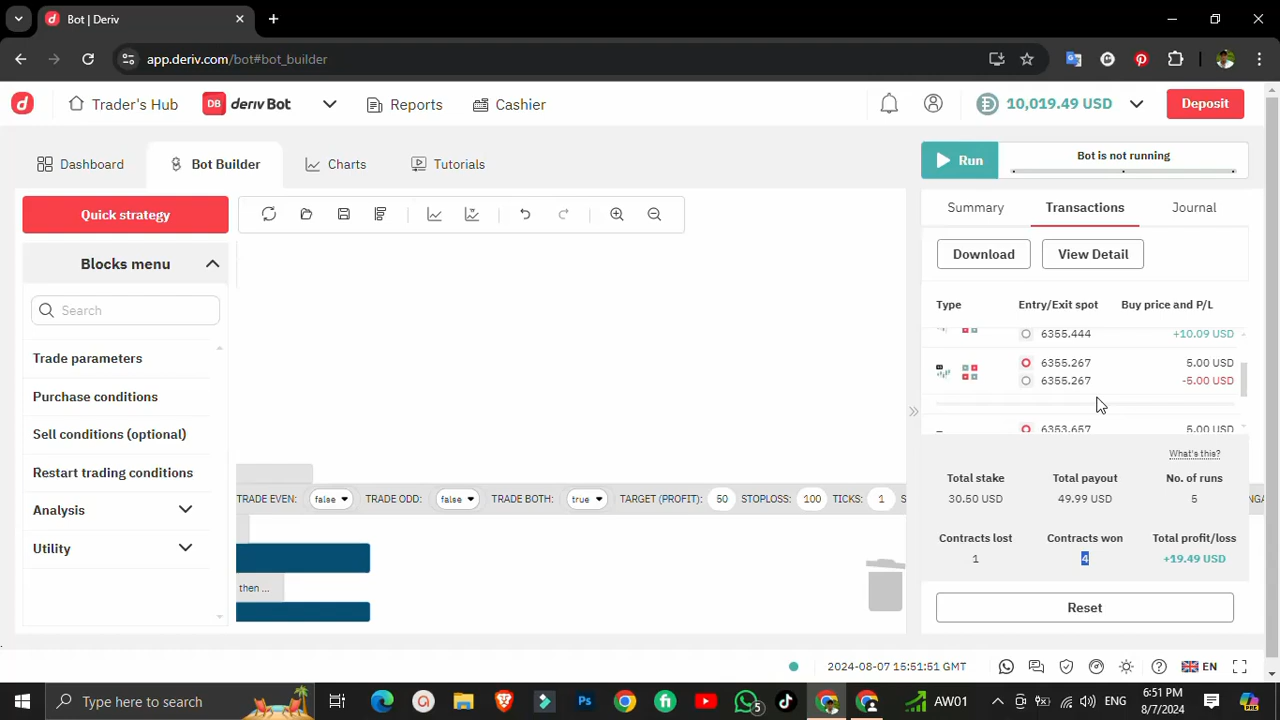 Bot | Deriv
app.deriv.com/bot#bot_builder
Trader's Hub
DB deriv Bot
Reports
Cashier
10,019.49 USD
Deposit
Dashboard
Bot Builder
Charts
Tutorials
Run
Bot is not running
Quick strategy
Blocks menu
Search
Trade parameters
Purchase conditions
Sell conditions (optional)
Restart trading conditions
Analysis
Utility
TRADE EVEN: false TRADE ODD: false TRADE BOTH: true TARGET (PROFIT): 50 STOPLOSS: 100 TICKS: 1 S
then ...
Summary
Transactions
Journal
Download
View Detail
Type
Entry/Exit spot
Buy price and P/L
6355.444 +10.09 USD
6355.267 5.00 USD
6355.267 -5.00 USD
6353.657 5.00 USD
What's this?
Total stake
30.50 USD
Total payout
49.99 USD
No. of runs
5
Contracts lost
1
Contracts won
4
Total profit/loss
+19.49 USD
Reset
2024-08-07 15:51:51 GMT
EN
Type here to search
Ps
5
AW01
ENG
6:51 PM
8/7/2024